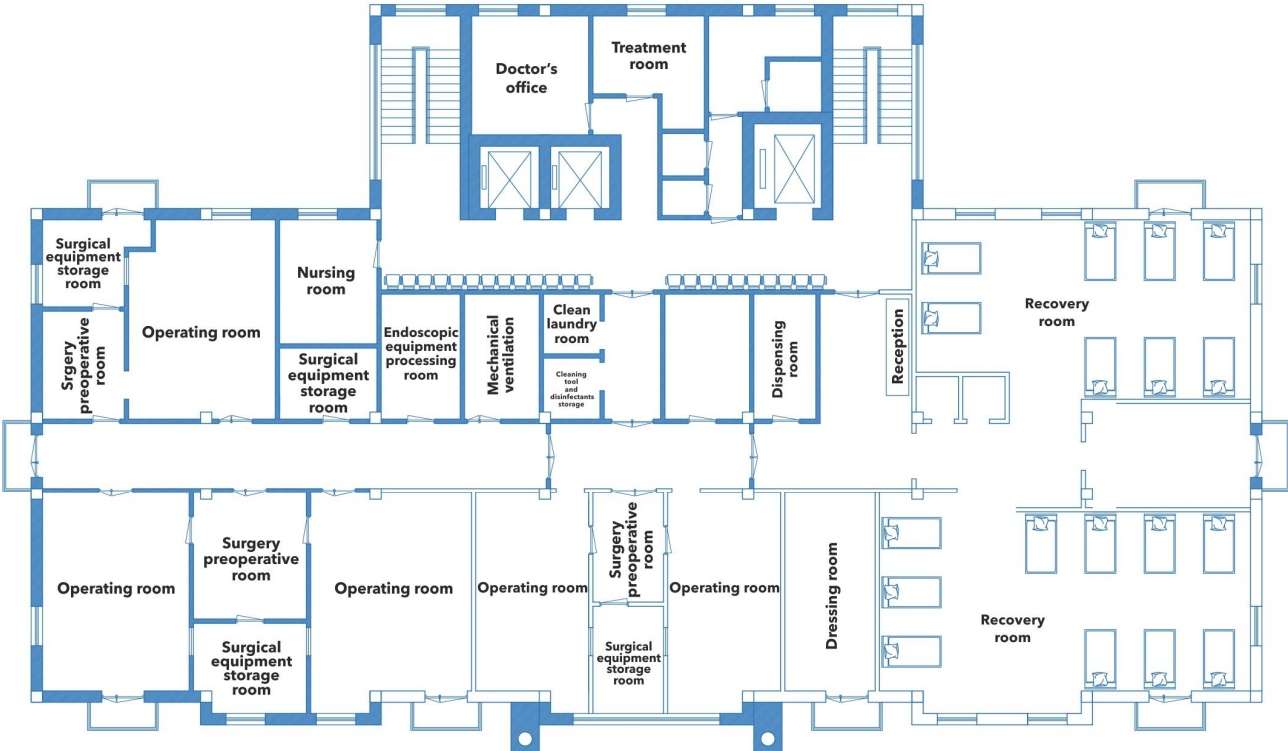 Doctor's
office
Treatment
room
Surgical
equipment
storage
room
Nursing
room
Operating room
Srgery
preoperative
room
Surgical
equipment
storage
room
Endoscopic
equipment
processing
room
Mechanical
ventilation
Clean
laundry
room
Cleaning
tool
and
disinfectants
storage
Dispensing
room
Reception
Recovery
room
Operating room
Surgery
preoperative
room
Surgical
equipment
storage
room
Operating room
Operating room
Surgery
preoperative
room
Surgical
equipment
storage
room
Operating room
Dressing room
Recovery
room